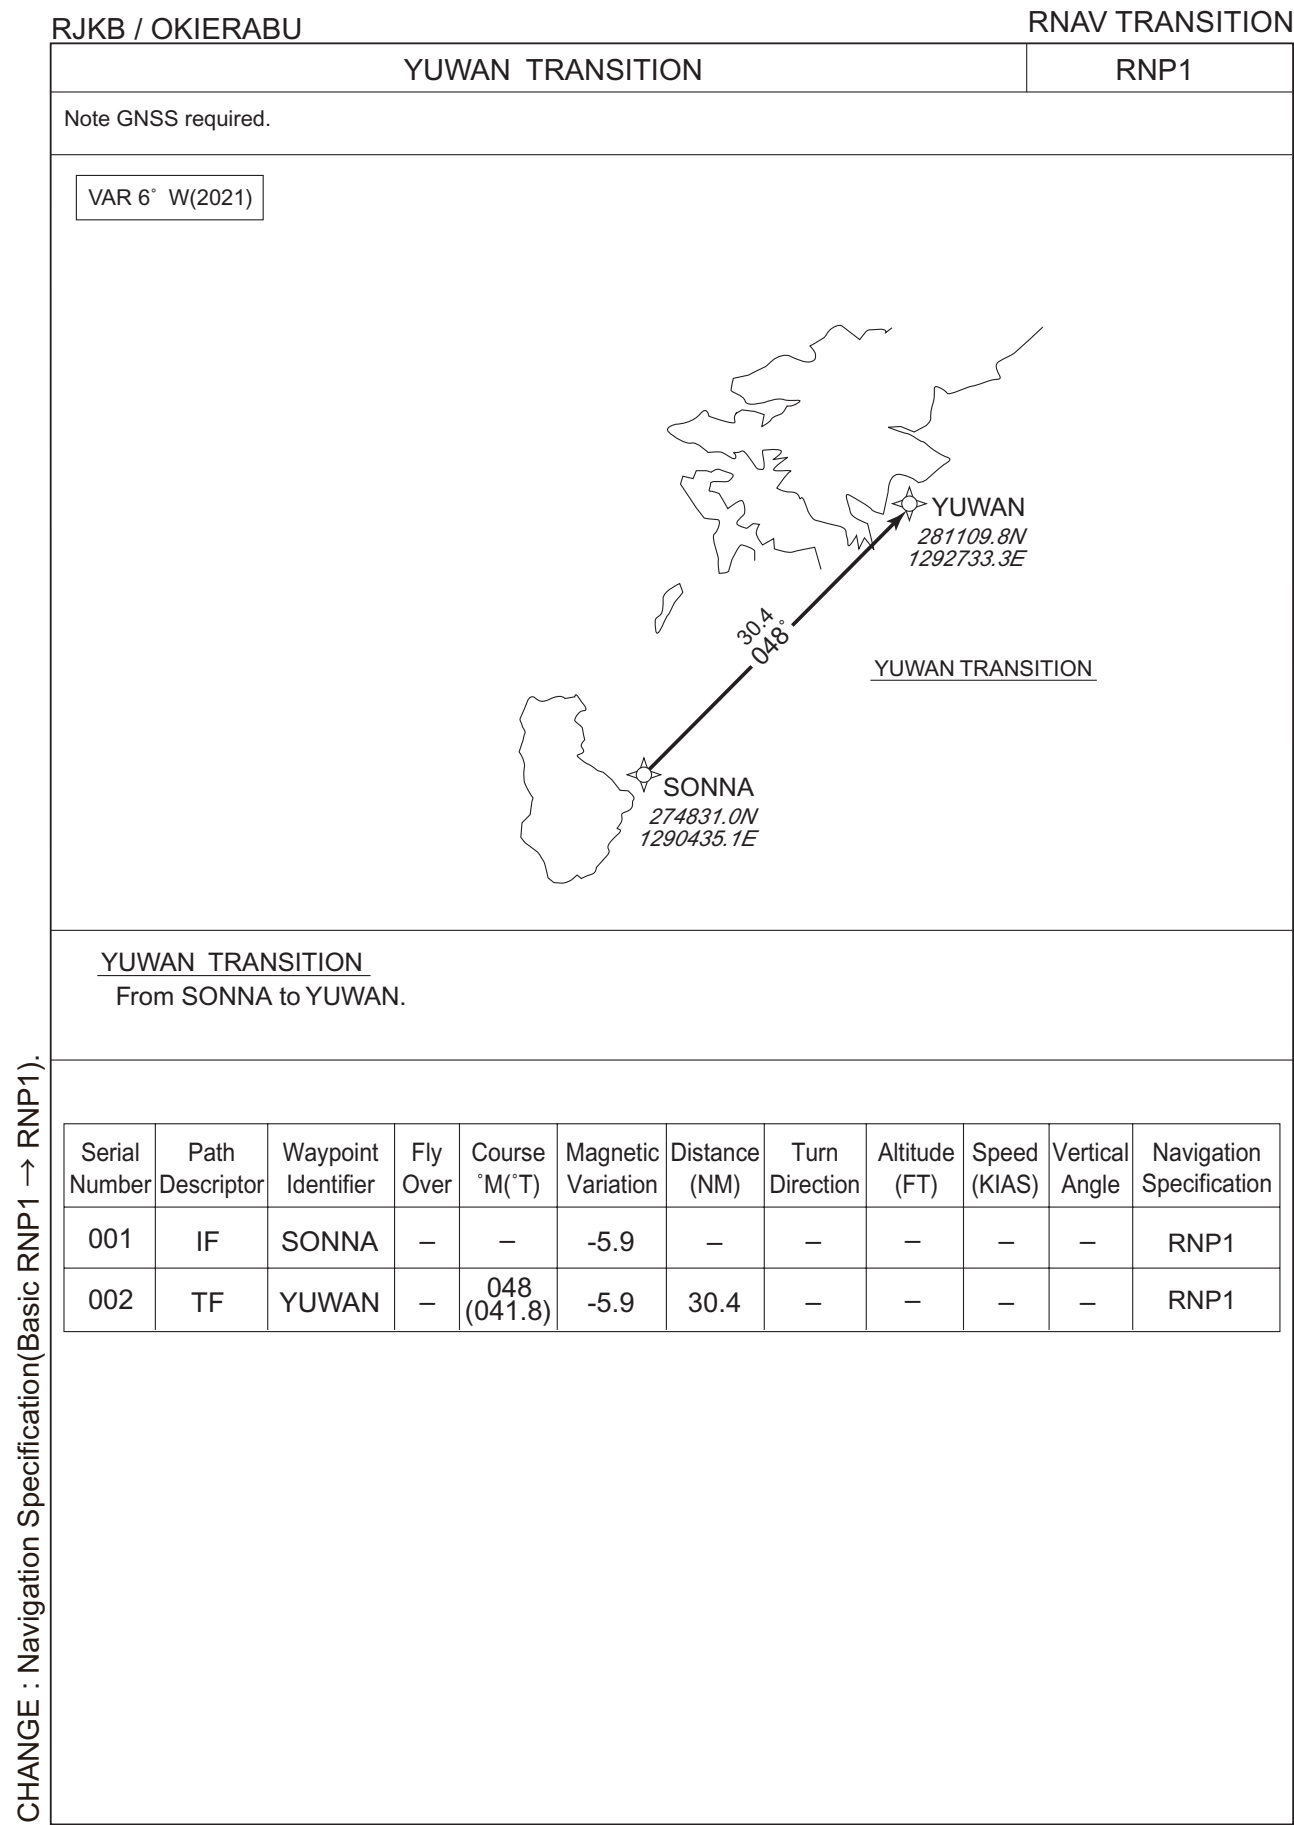 RJKB / OKIERABU
RNAV TRANSITION
YUWAN TRANSITION
RNP1
Note GNSS required.
VAR 6° W(2021)
YUWAN
281109.8N
1292733.3E
30.4
048°
YUWAN TRANSITION
SONNA
274831.0N
1290435.1E
YUWAN TRANSITION
From SONNA to YUWAN.
Serial Number Path Descriptor Waypoint Identifier Fly Over Course °M(°T) Magnetic Variation Distance (NM) Turn Direction Altitude (FT) Speed (KIAS) Vertical Angle Navigation Specification
001 IF SONNA – – -5.9 – – – – – RNP1
002 TF YUWAN – 048 (041.8) -5.9 30.4 – – – – RNP1
CHANGE : Navigation Specification(Basic RNP1 → RNP1).